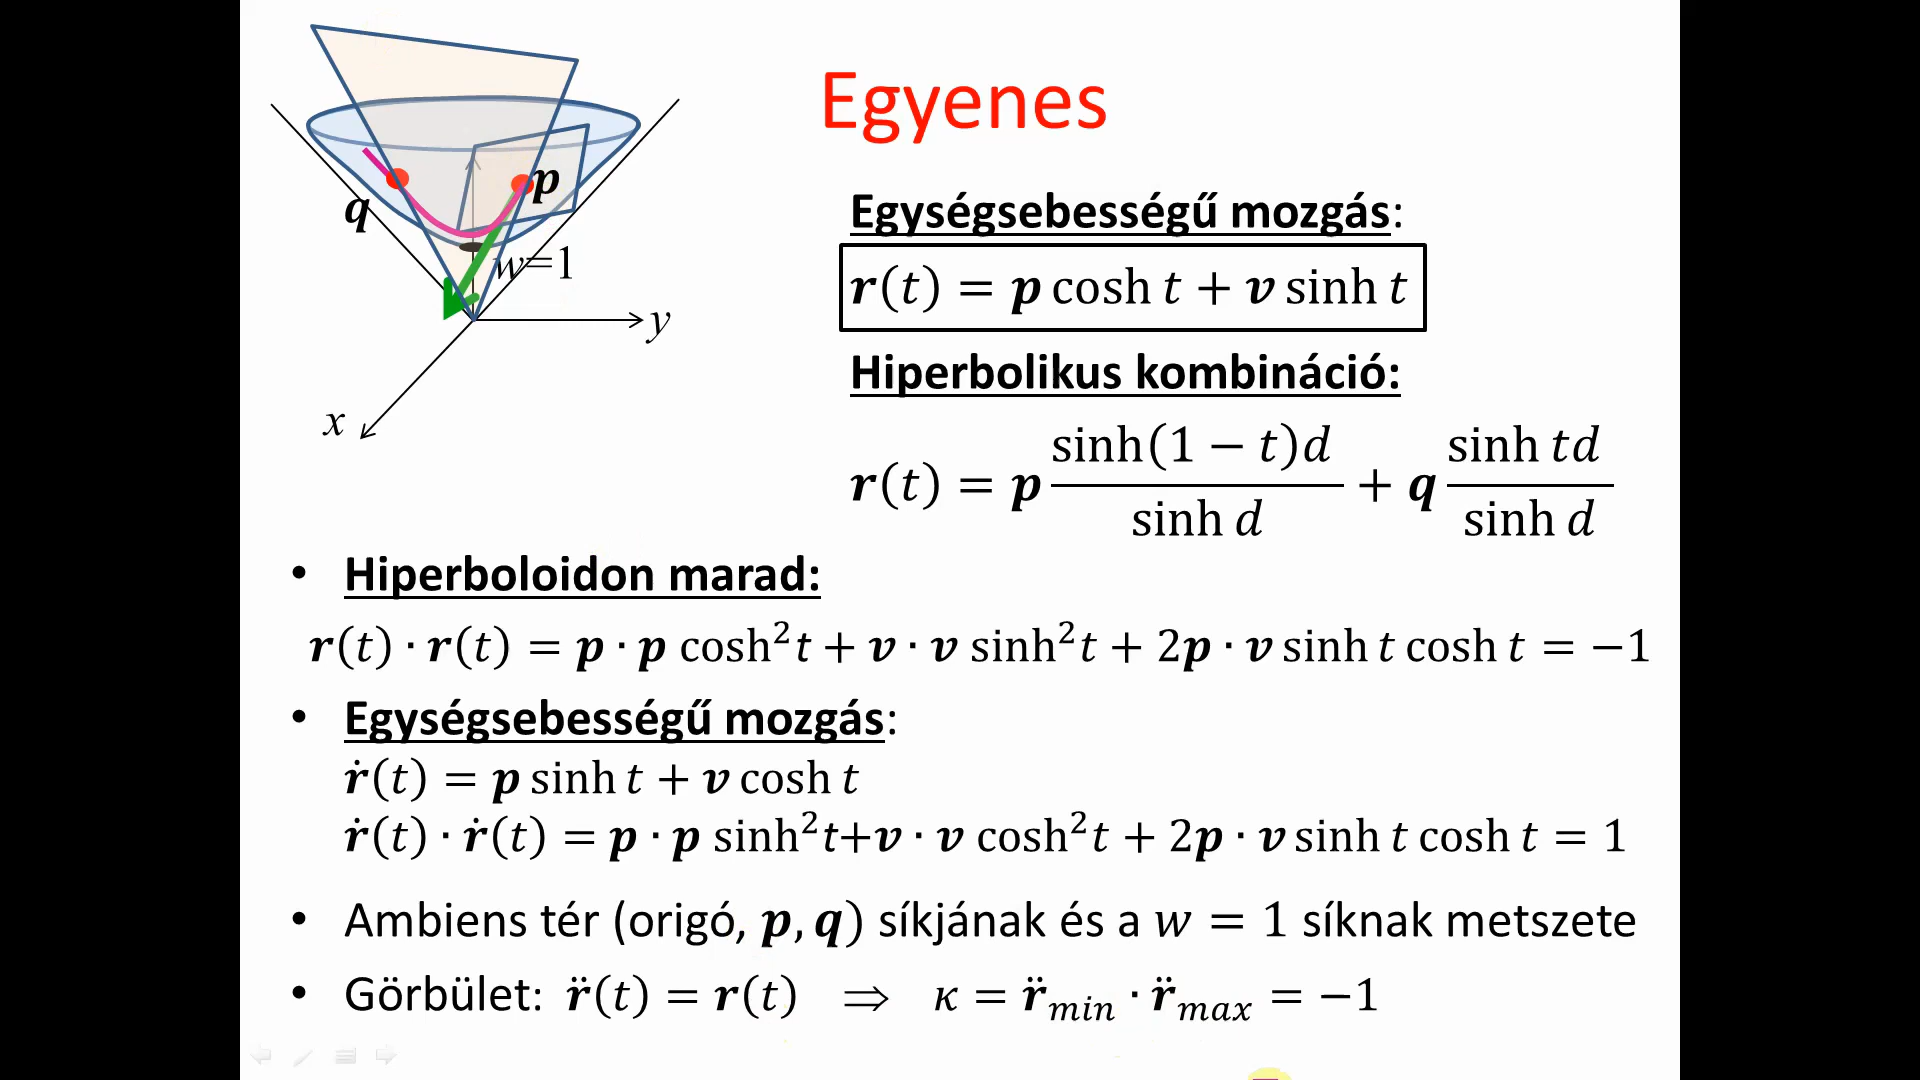 Egyenes
q
p
w=1
y
x
Egységsebességű mozgás:
r(t) = p cosh t + v sinh t
Hiperbolikus kombináció:
r(t) = p sinh(1 − t)d / sinh d + q sinh td / sinh d
• Hiperboloidon marad:
r(t) · r(t) = p · p cosh²t + v · v sinh²t + 2p · v sinh t cosh t = −1
• Egységsebességű mozgás:
ṙ(t) = p sinh t + v cosh t
ṙ(t) · ṙ(t) = p · p sinh²t+v · v cosh²t + 2p · v sinh t cosh t = 1
• Ambiens tér (origó, p, q) síkjának és a w = 1 síknak metszete
• Görbület: r̈(t) = r(t) ⇒ κ = r̈_min · r̈_max = −1